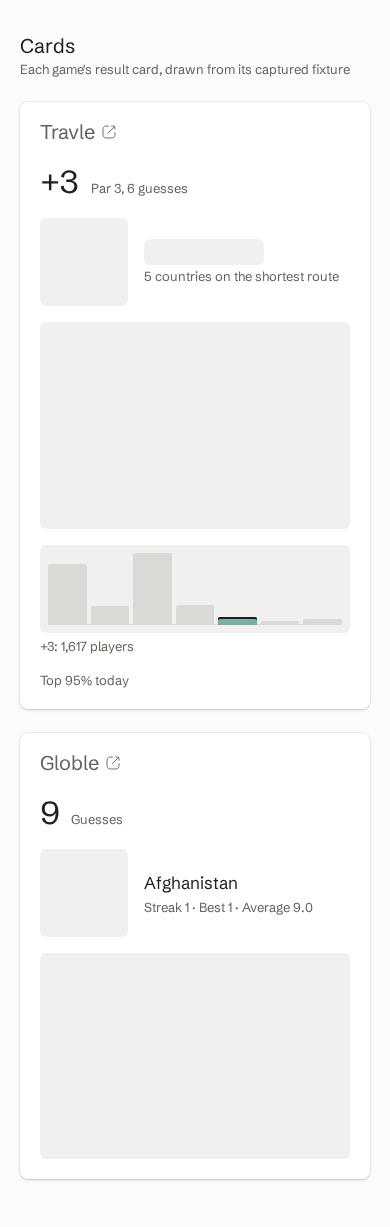 Cards
Each game's result card, drawn from its captured fixture
Travle
+3 Par 3, 6 guesses
5 countries on the shortest route
+3: 1,617 players
Top 95% today
Globle
9 Guesses
Afghanistan
Streak 1 · Best 1 · Average 9.0